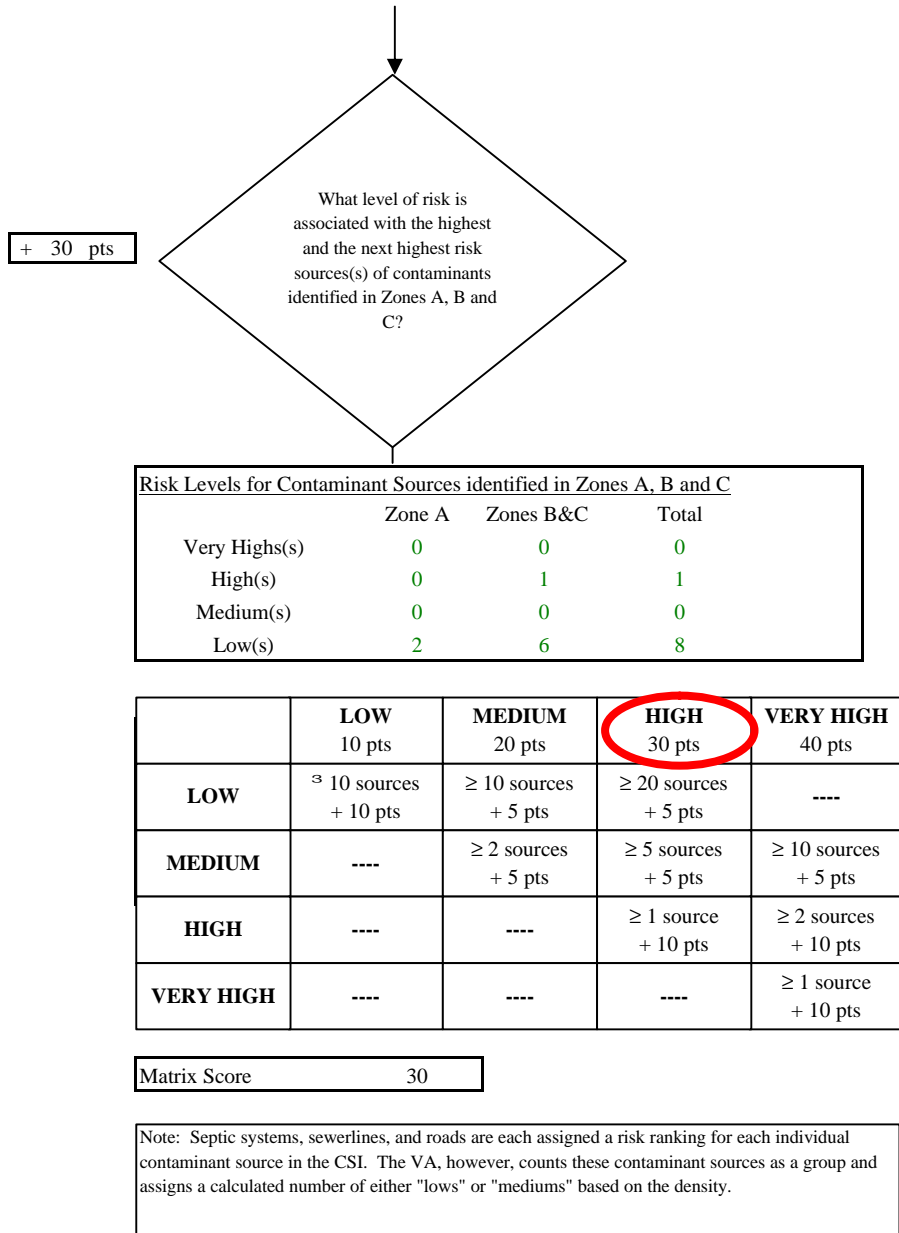 What level of risk is
associated with the highest
and the next highest risk
sources(s) of contaminants
identified in Zones A, B and
C?
+ 30 pts
Risk Levels for Contaminant Sources identified in Zones A, B and C
Zone A Zones B&C Total
Very Highs(s) 0 0 0
High(s) 0 1 1
Medium(s) 0 0 0
Low(s) 2 6 8
LOW MEDIUM HIGH VERY HIGH
10 pts 20 pts 30 pts 40 pts
LOW ³ 10 sources ≥ 10 sources ≥ 20 sources ----
+ 10 pts + 5 pts + 5 pts
MEDIUM ---- ≥ 2 sources ≥ 5 sources ≥ 10 sources
+ 5 pts + 5 pts + 5 pts
HIGH ---- ---- ≥ 1 source ≥ 2 sources
+ 10 pts + 10 pts
VERY HIGH ---- ---- ---- ≥ 1 source
+ 10 pts
Matrix Score 30
Note: Septic systems, sewerlines, and roads are each assigned a risk ranking for each individual
contaminant source in the CSI. The VA, however, counts these contaminant sources as a group and
assigns a calculated number of either "lows" or "mediums" based on the density.